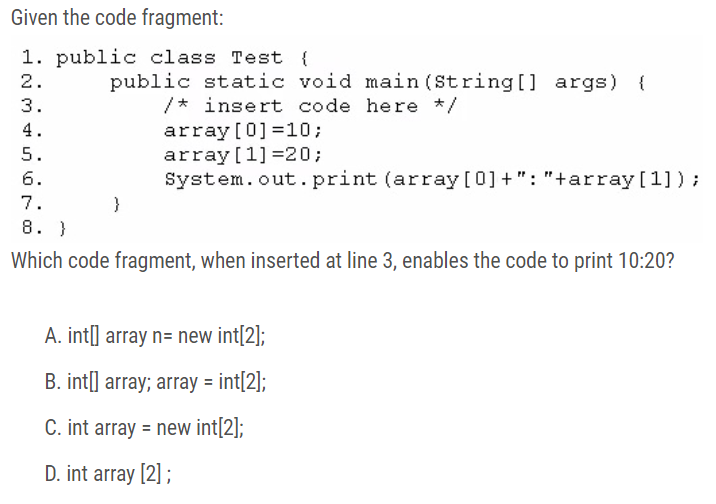 Given the code fragment:
1. public class Test {
2. public static void main(String[] args) {
3. /* insert code here */
4. array[0]=10;
5. array[1]=20;
6. System.out.print(array[0]+":"+array[1]);
7. }
8. }
Which code fragment, when inserted at line 3, enables the code to print 10:20?
A. int[] array n= new int[2];
B. int[] array; array = int[2];
C. int array = new int[2];
D. int array [2] ;